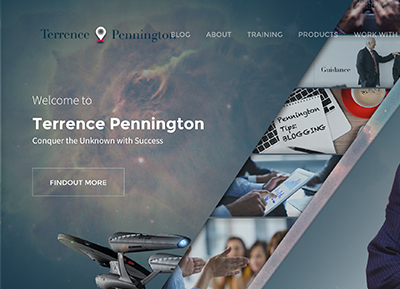 Terrence Pennington
BLOG ABOUT TRAINING PRODUCTS WORK WITH
Guidance
Welcome to
Terrence Pennington
Conquer the Unknown with Success
FINDOUT MORE
Pennington
Tips:
BLOGGING